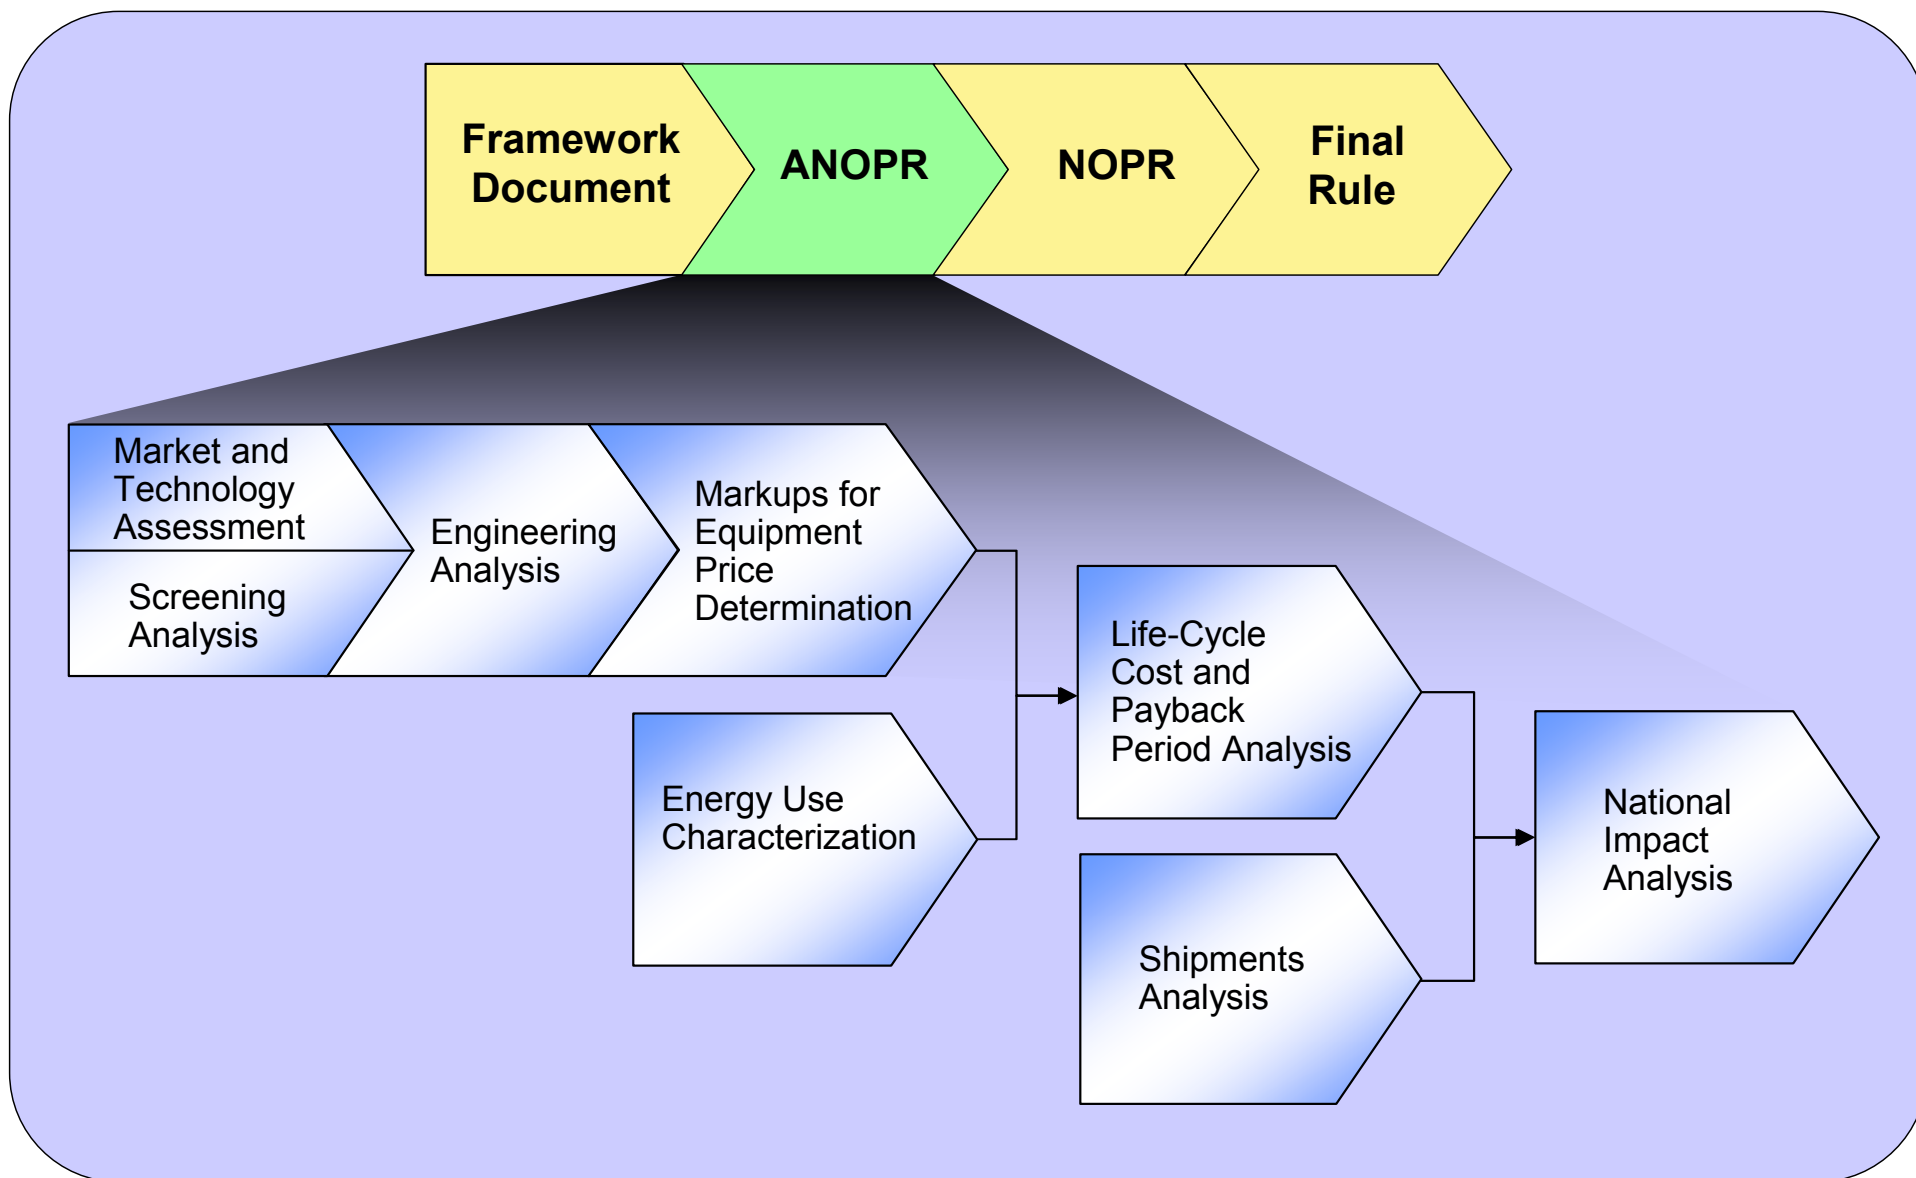 Framework
Document
ANOPR
NOPR
Final
Rule
Market and
Technology
Assessment
Screening
Analysis
Engineering
Analysis
Markups for
Equipment
Price
Determination
Energy Use
Characterization
Life-Cycle
Cost and
Payback
Period Analysis
Shipments
Analysis
National
Impact
Analysis